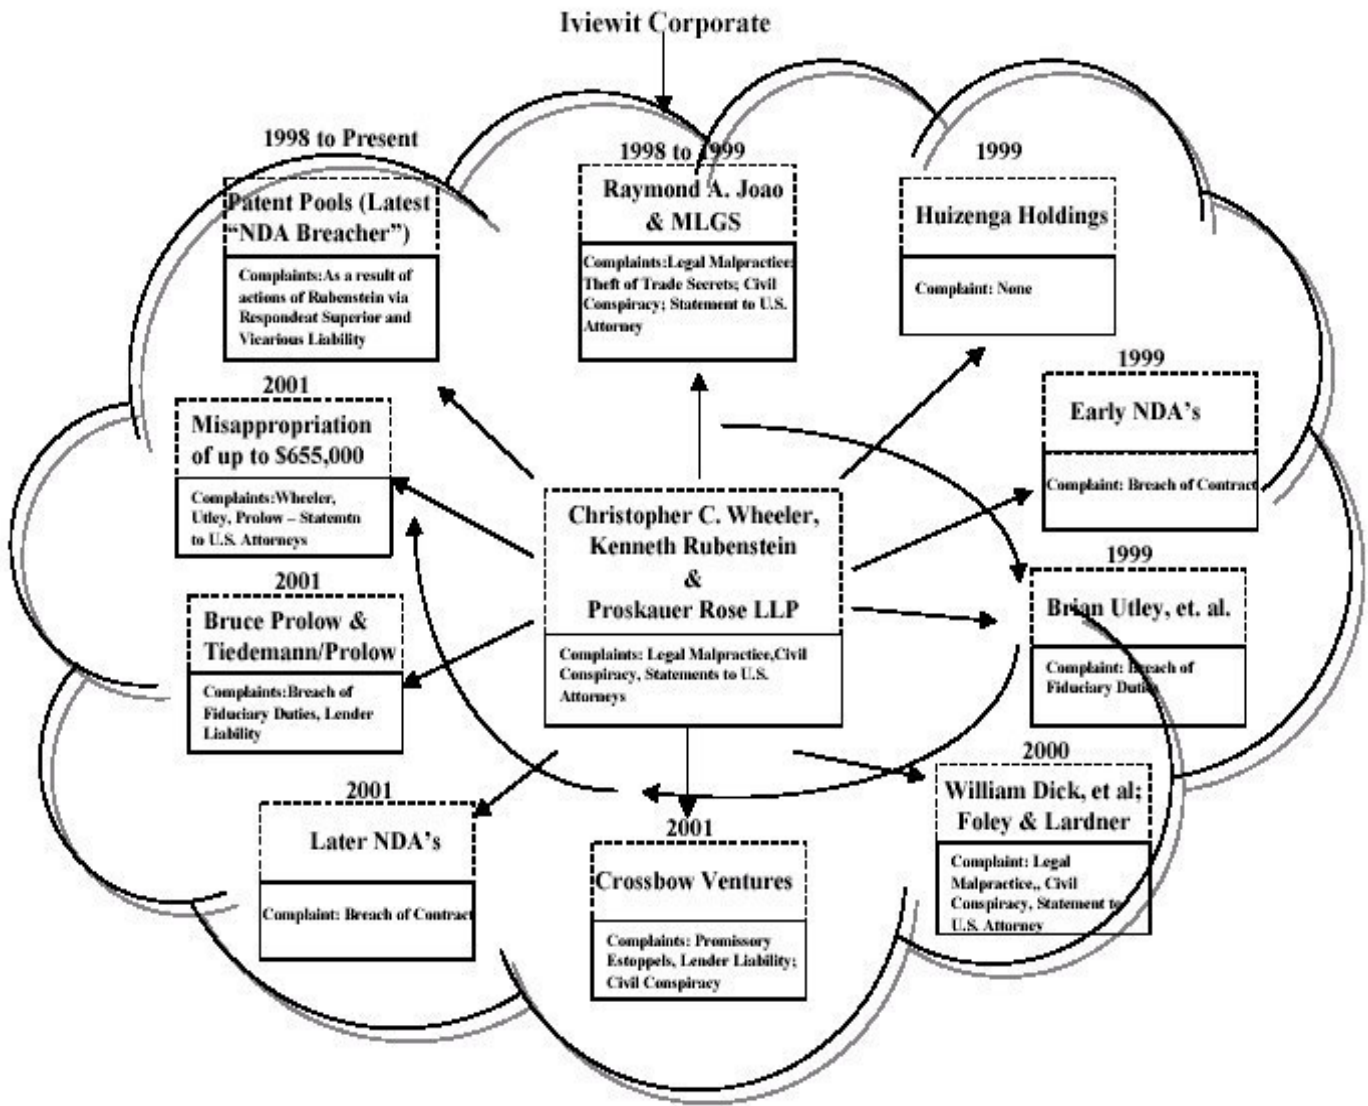 Iviewit Corporate
1998 to Present
Patent Pools (Latest
“NDA Breacher”)
Complaints:As a result of
actions of Rubenstein via
Respondeat Superior and
Vicarious Liability
1998 to 1999
Raymond A. Joao
& MLGS
Complaints:Legal Malpractice;
Theft of Trade Secrets; Civil
Conspiracy; Statement to U.S.
Attorney
1999
Huizenga Holdings
Complaint: None
1999
Early NDA's
Complaint: Breach of Contract
2001
Misappropriation
of up to $655,000
Complaints:Wheeler,
Utley, Prolow – Statemtn
to U.S. Attorneys
Christopher C. Wheeler,
Kenneth Rubenstein
&
Proskauer Rose LLP
Complaints: Legal Malpractice,Civil
Conspiracy, Statements to U.S.
Attorneys
1999
Brian Utley, et. al.
Complaint: Breach of
Fiduciary Duties
2001
Bruce Prolow &
Tiedemann/Prolow
Complaints:Breach of
Fiduciary Duties, Lender
Liability
2000
William Dick, et al;
Foley & Lardner
Complaint: Legal
Malpractice,, Civil
Conspiracy, Statement to
U.S. Attorney
2001
Later NDA's
Complaint: Breach of Contract
2001
Crossbow Ventures
Complaints: Promissory
Estoppels, Lender Liability;
Civil Conspiracy